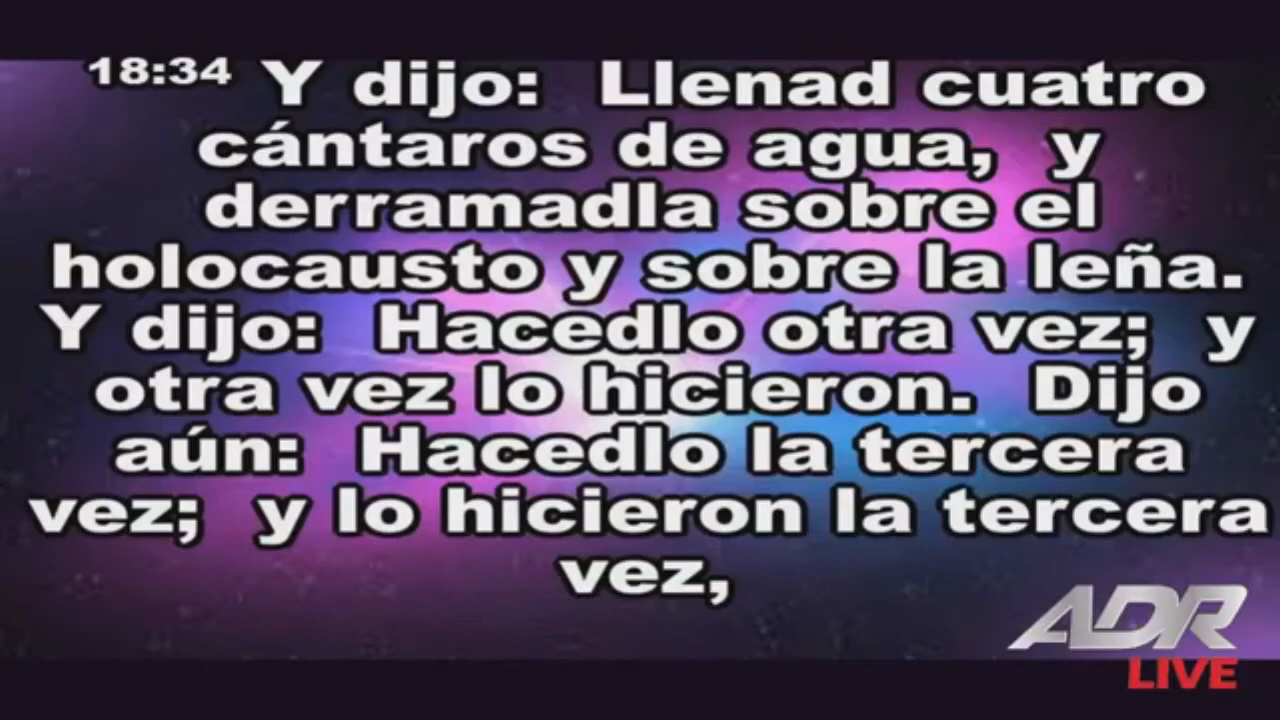 18:34 Y dijo: Llenad cuatro
cántaros de agua, y
derramadla sobre el
holocausto y sobre la leña.
Y dijo: Hacedlo otra vez; y
otra vez lo hicieron. Dijo
aún: Hacedlo la tercera
vez; y lo hicieron la tercera
vez,
ADR
LIVE